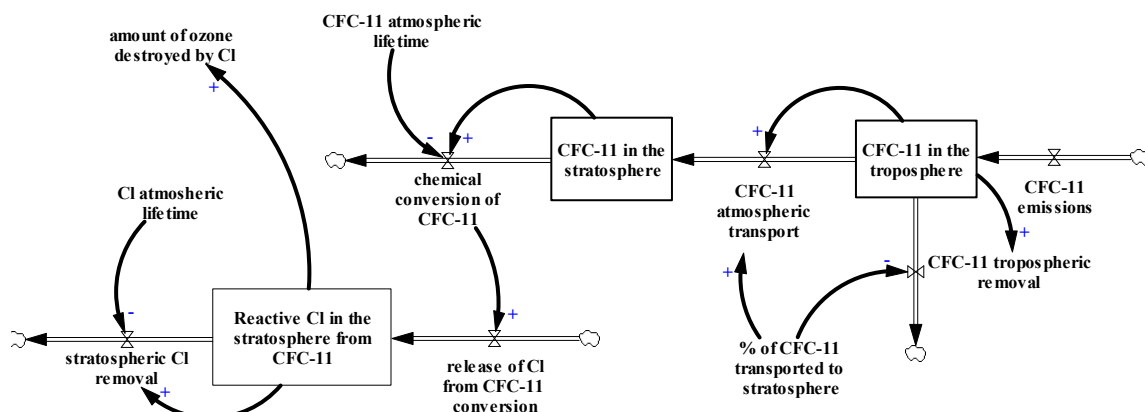 CFC-11 atmospheric
lifetime
amount of ozone
destroyed by Cl
+
-
+
CFC-11 in the
stratosphere
+
CFC-11 in the
troposphere
chemical
conversion of
CFC-11
CFC-11
atmospheric
transport
CFC-11
emissions
Cl atmosheric
lifetime
+
CFC-11 tropospheric
removal
+
-
-
Reactive Cl in the
stratosphere from
CFC-11
+
stratospheric Cl
removal
+
release of Cl
from CFC-11
conversion
% of CFC-11
transported to
stratosphere